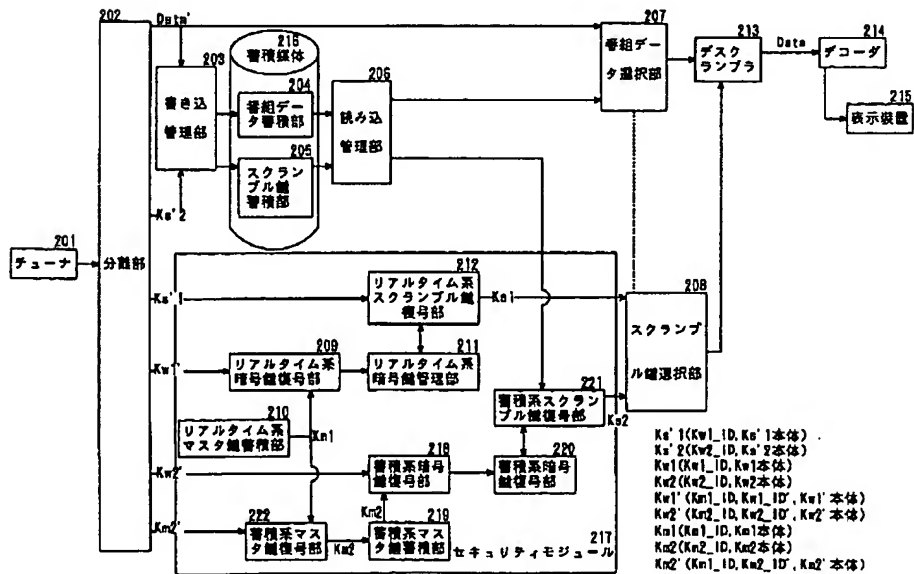 202
Data'
203
書き込
管理部
216
蓄積媒体
204
番組データ
蓄積部
205
スクラン
ブル鍵
蓄積部
206
読み込
管理部
207
番組デー
タ選択部
213
デスク
ランブラ
Data
214
デコーダ
215
表示装置
Ks'2
201
チューナ
分離部
Ks'1
212
リアルタイム系
スクランブル鍵
復号部
Ks1
208
スクランブ
ル鍵選択部
Kw1'
209
リアルタイム系
暗号鍵復号部
211
リアルタイム系
暗号鍵管理部
210
リアルタイム系
マスタ鍵蓄積部
Km1
221
蓄積系スクラン
ブル鍵復号部
Ks2
Kw2'
218
蓄積系暗号
鍵復号部
220
蓄積系暗号
鍵復号部
Km2'
222
蓄積系マス
タ鍵復号部
Km2
Km2
219
蓄積系マス
タ鍵蓄積部
217
セキュリティモジュール
Ks'1(Kw1_ID,Ks'1本体)
Ks'2(Kw2_ID,Ks'2本体)
Kw1(Kw1_ID,Kw1本体)
Kw2(Kw2_ID,Kw2本体)
Kw1'(Km1_ID,Kw1_ID',Kw1'本体)
Kw2'(Km2_ID,Kw2_ID',Kw2'本体)
Km1(Km1_ID,Km1本体)
Km2(Km2_ID,Km2本体)
Km2'(Km1_ID,Km2_ID',Km2'本体)